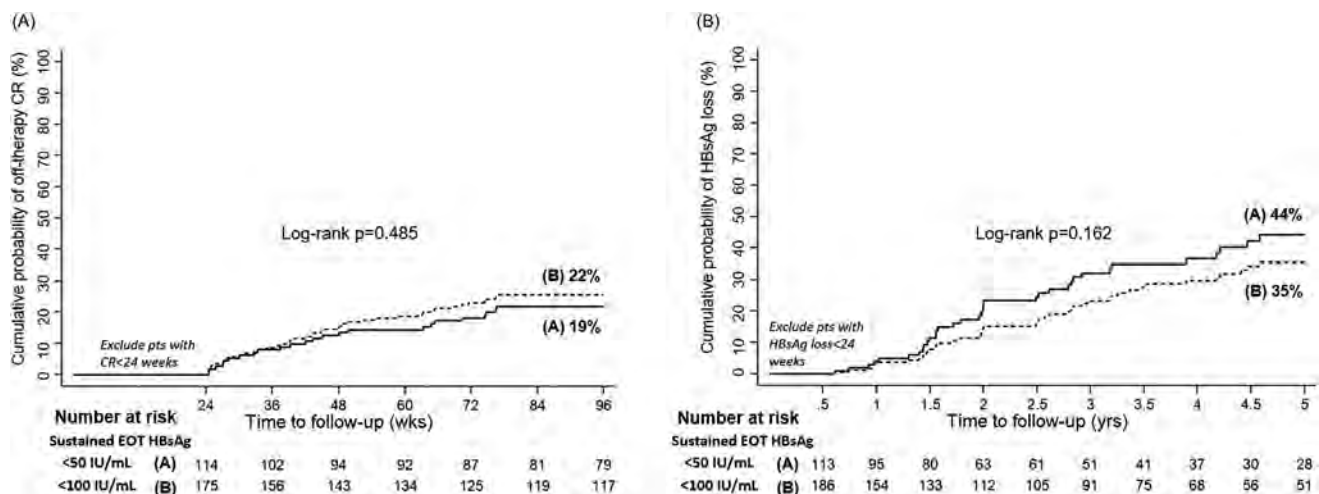 (A)
Cumulative probability of off-therapy CR (%)
100
90
80
70
60
50
40
30
20
10
0
Log-rank p=0.485
(B) 22%
(A) 19%
Exclude pts with
CR<24 weeks
24 36 48 60 72 84 96
Number at risk
Time to follow-up (wks)
Sustained EOT HBsAg
<50 IU/mL (A) 114 102 94 92 87 81 79
<100 IU/mL (B) 175 156 143 134 125 119 117
(B)
Cumulative probability of HBsAg loss (%)
100
90
80
70
60
50
40
30
20
10
0
(A) 44%
Log-rank p=0.162
(B) 35%
Exclude pts with
HBsAg loss<24
weeks
.5 1 1.5 2 2.5 3 3.5 4 4.5 5
Number at risk
Time to follow-up (yrs)
Sustained EOT HBsAg
<50 IU/mL (A) 113 95 80 63 61 51 41 37 30 28
<100 IU/mL (B) 186 154 133 112 105 91 75 68 56 51